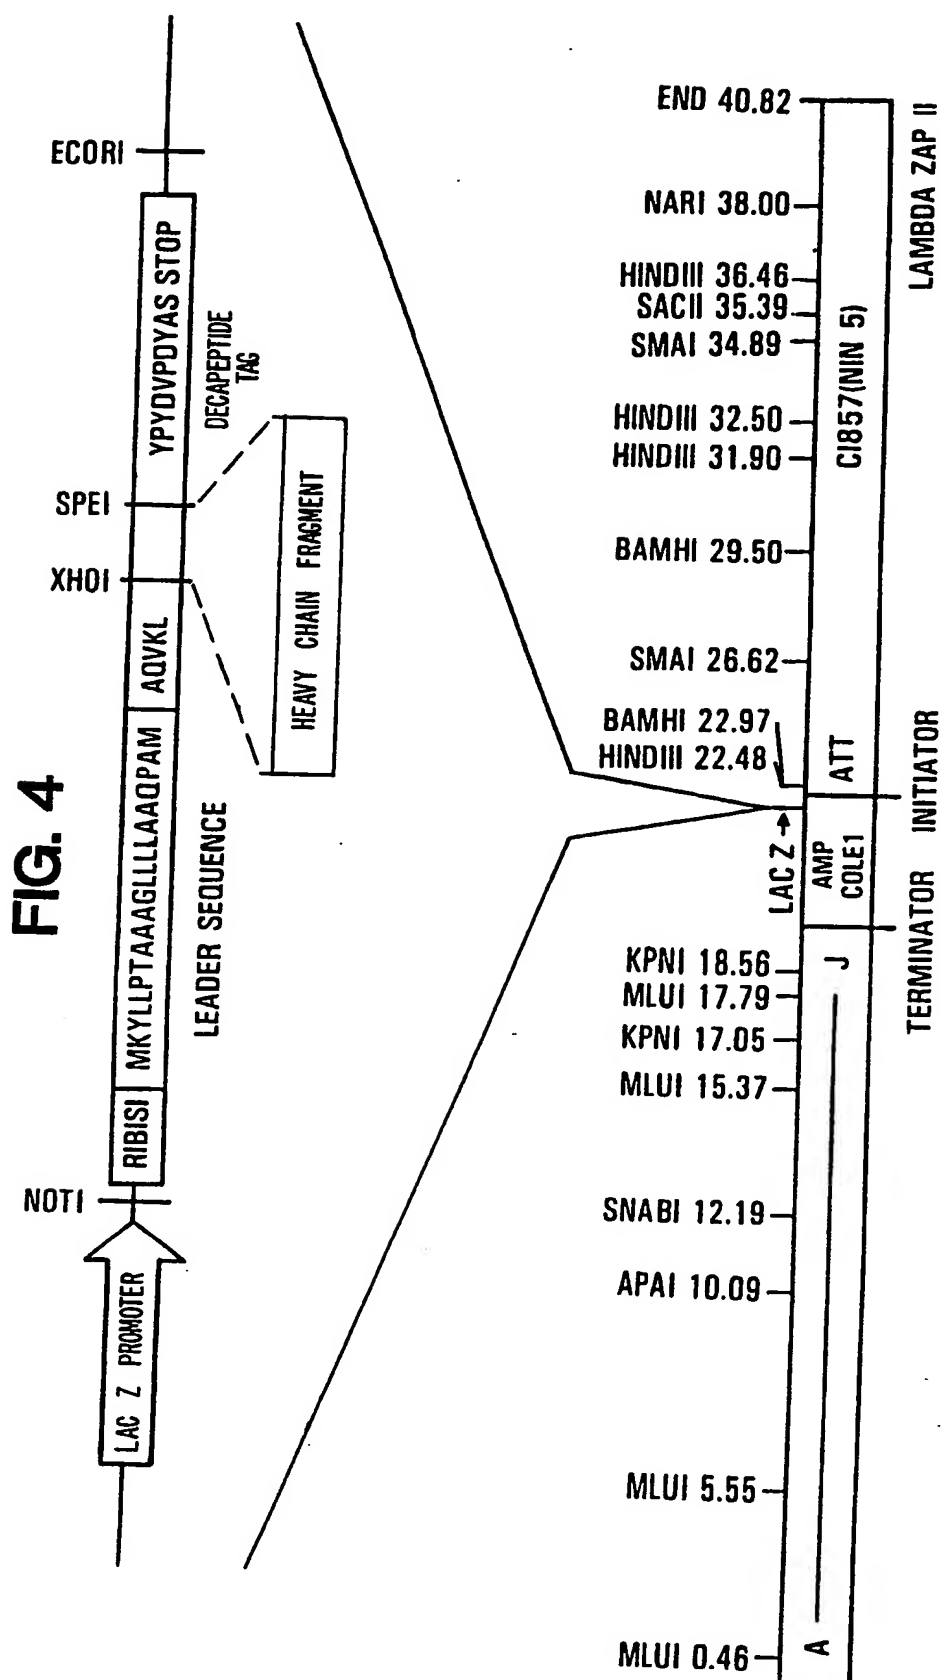 FIG. 4
LAC Z PROMOTER
NOTI
RIBISI
MKYLLPTAAAGLLLLAAQPAM
AQVKL
XHOI
SPEI
YPYDVPDYAS STOP
ECORI
LEADER SEQUENCE
DECAPEPTIDE
TAG
HEAVY CHAIN FRAGMENT
MLUI 0.46
MLUI 5.55
APAI 10.09
SNABI 12.19
MLUI 15.37
KPNI 17.05
MLUI 17.79
KPNI 18.56
LAC Z
HINDIII 22.48
BAMHI 22.97
SMAI 26.62
BAMHI 29.50
HINDIII 31.90
HINDIII 32.50
SMAI 34.89
SACII 35.39
HINDIII 36.46
NARI 38.00
END 40.82
A
J
AMP
COLE1
ATT
CI857(NIN 5)
TERMINATOR
INITIATOR
LAMBDA ZAP II